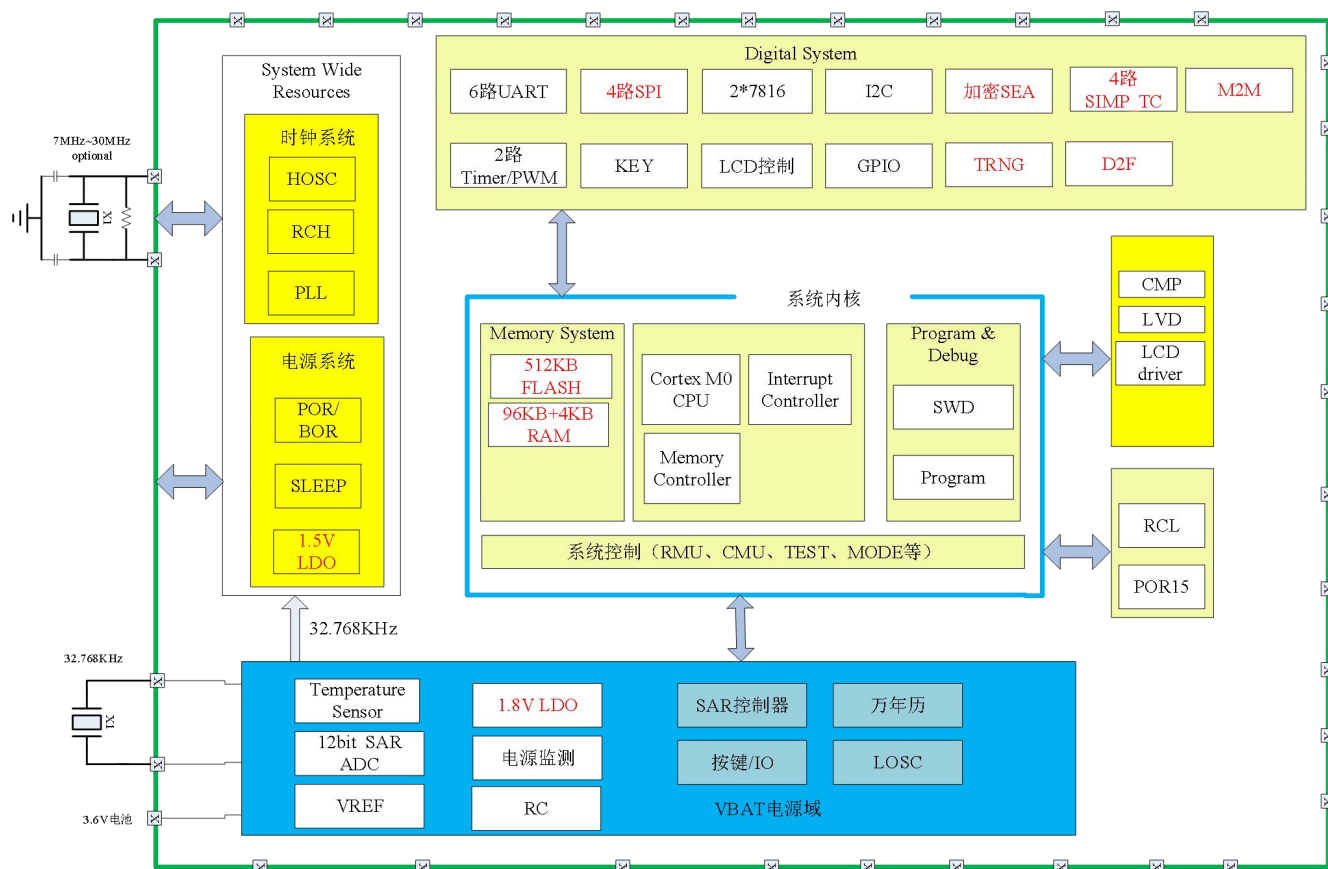 System Wide
Resources
时钟系统
HOSC
RCH
PLL
电源系统
POR/
BOR
SLEEP
1.5V
LDO
7MHz~30MHz
optional
X1
Digital System
6路UART
4路SPI
2*7816
I2C
加密SEA
4路
SIMP_TC
M2M
2路
Timer/PWM
KEY
LCD控制
GPIO
TRNG
D2F
系统内核
Memory System
512KB
FLASH
96KB+4KB
RAM
Cortex M0
CPU
Interrupt
Controller
Memory
Controller
Program &
Debug
SWD
Program
系统控制（RMU、CMU、TEST、MODE等）
CMP
LVD
LCD
driver
RCL
POR15
32.768KHz
32.768KHz
X1
3.6V电池
Temperature
Sensor
1.8V LDO
SAR控制器
万年历
12bit SAR
ADC
电源监测
按键/IO
LOSC
VREF
RC
VBAT电源域